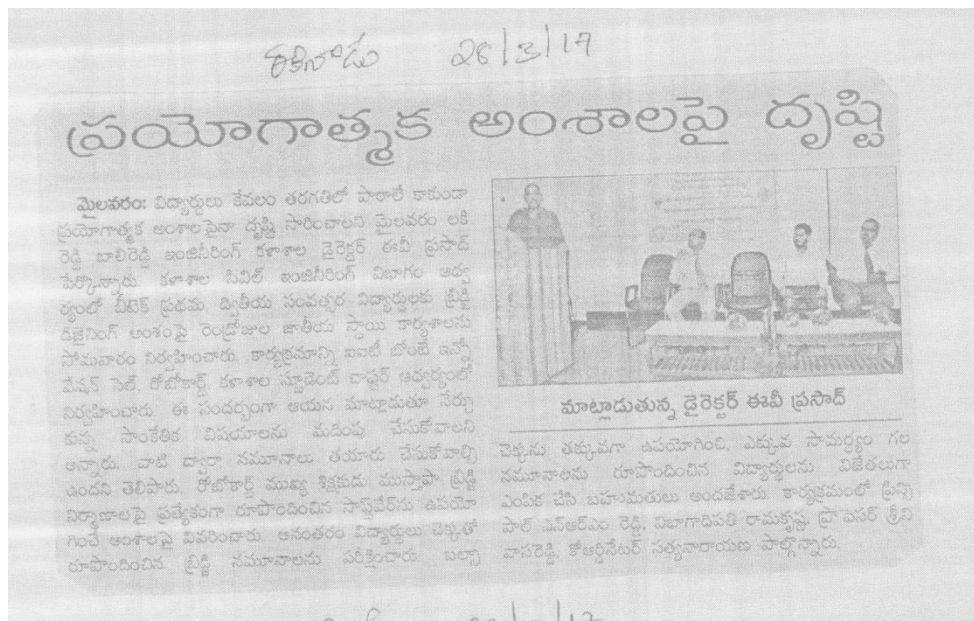 ఈనాడు 28/3/17
ప్రయోగాత్మక అంశాలపై దృష్టి
మైలవరం: విద్యార్థులు కేవలం తరగతిలో పాఠాలే కాకుండా
ప్రయోగాత్మక అంశాలపైనా దృష్టి సారించాలని మైలవరం లకి
రెడ్డి బాలిరెడ్డి ఇంజినీరింగ్ కళాశాల డైరెక్టర్ ఈవీ ప్రసాద్
పేర్కొన్నారు. కళాశాల సివిల్ ఇంజినీరింగ్ విభాగం ఆధ్వ
ర్యంలో బీటెక్ ప్రథమ, ద్వితీయ సంవత్సర విద్యార్థులకు బ్రిడ్జి
డిజైనింగ్ అంశంపై రెండ్రోజుల జాతీయ స్థాయి కార్యశాలను
సోమవారం నిర్వహించారు. కార్యక్రమాన్ని ఐఐటీ బోంబే ఇన్నో
వేషన్ సెల్, రోబోకార్ట్, కళాశాల స్టూడెంట్ చాప్టర్ ఆధ్వర్యంలో
నిర్వహించారు. ఈ సందర్భంగా ఆయన మాట్లాడుతూ నేర్చు
కున్న సాంకేతిక విషయాలను మదింపు చేసుకోవాలని
అన్నారు. వాటి ద్వారా నమూనాలు తయారు చేసుకోవాల్సి
ఉందని తెలిపారు. రోబోకార్ట్ ముఖ్య శిక్షకుడు ముస్తాఫా బ్రిడ్జి
నిర్మాణాలపై ప్రత్యేకంగా రూపొందించిన సాఫ్ట్‌వేర్‌ను ఉపయో
గించే అంశాలపై వివరించారు. అనంతరం విద్యార్థులు చెక్కతో
రూపొందించిన బ్రిడ్జి నమూనాలను పరీక్షించారు. బల్సా
మాట్లాడుతున్న డైరెక్టర్ ఈవీ ప్రసాద్
చెక్కను తక్కువగా ఉపయోగించి, ఎక్కువ సామర్థ్యం గల
నమూనాలను రూపొందించిన విద్యార్థులను విజేతలుగా
ఎంపిక చేసి బహుమతులు అందజేశారు. కార్యక్రమంలో ప్రిన్సి
పాల్ ఎన్ఆర్ఎం రెడ్డి, విభాగాధిపతి రామకృష్ణ, ప్రొఫెసర్ శ్రీని
వాసరెడ్డి, కోఆర్డినేటర్ సత్యనారాయణ పాల్గొన్నారు.